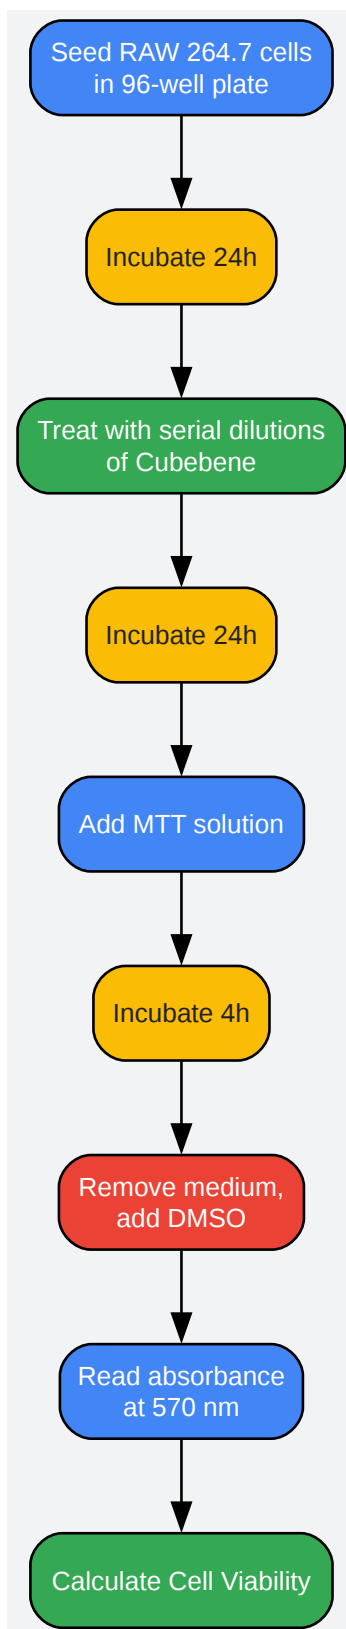 Seed RAW 264.7 cells
in 96-well plate
Incubate 24h
Treat with serial dilutions
of Cubebene
Incubate 24h
Add MTT solution
Incubate 4h
Remove medium,
add DMSO
Read absorbance
at 570 nm
Calculate Cell Viability